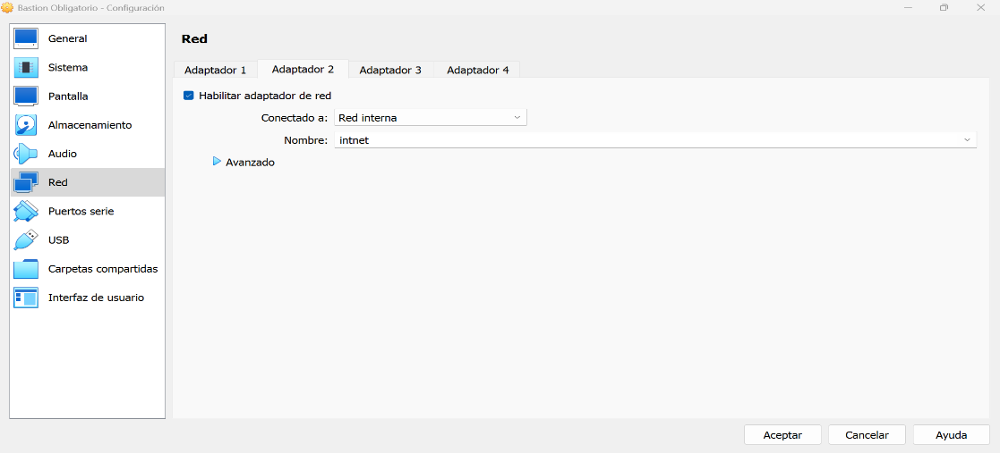 Bastion Obligatorio - Configuración
General
Sistema
Pantalla
Almacenamiento
Audio
Red
Puertos serie
USB
Carpetas compartidas
Interfaz de usuario
Red
Adaptador 1 Adaptador 2 Adaptador 3 Adaptador 4
Habilitar adaptador de red
Conectado a: Red interna
Nombre: intnet
Avanzado
Aceptar Cancelar Ayuda